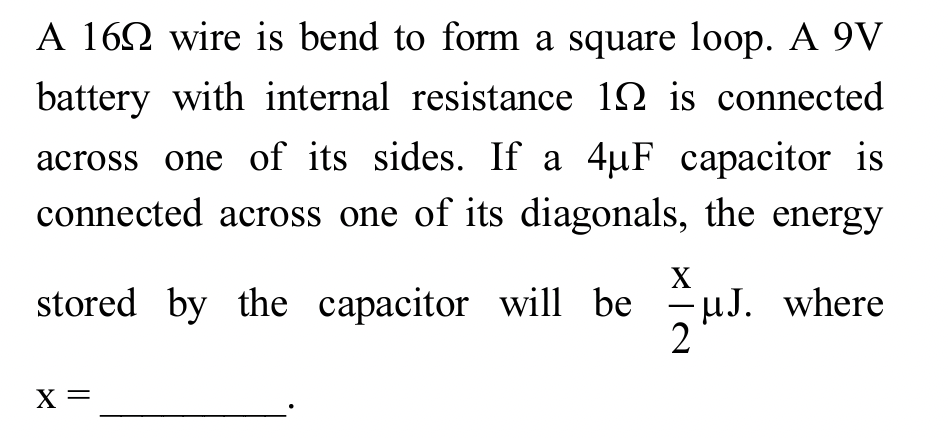 A 16Ω wire is bend to form a square loop. A 9V
battery with internal resistance 1Ω is connected
across one of its sides. If a 4μF capacitor is
connected across one of its diagonals, the energy
stored by the capacitor will be x/2 μJ. where
x = _________.